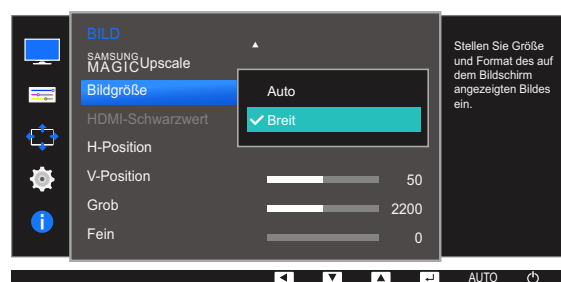 BILD
SAMSUNG
MAGICUpscale
Bildgröße
Auto
Breit
HDMI-Schwarzwert
H-Position
V-Position
50
Grob
2200
Fein
0
Stellen Sie Größe
und Format des auf
dem Bildschirm
angezeigten Bildes
ein.
AUTO